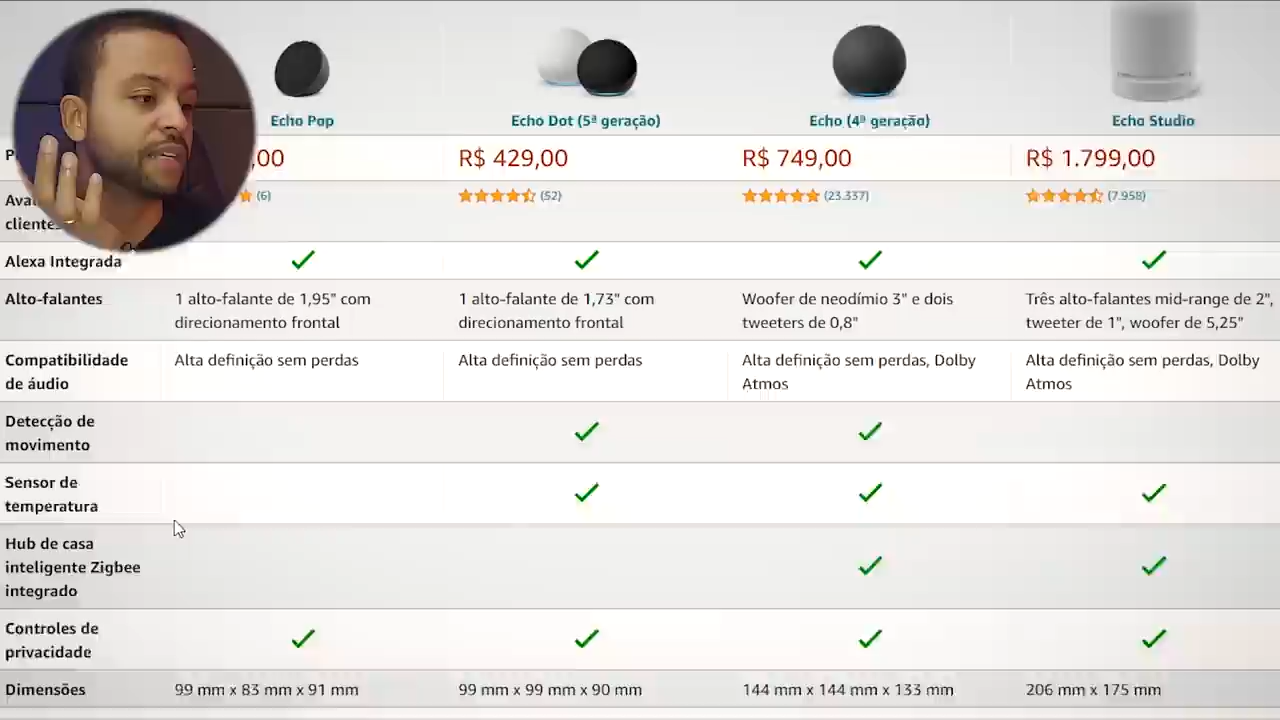 Echo Pop
Echo Dot (5ª geração)
Echo (4ª geração)
Echo Studio
,00
R$ 429,00
R$ 749,00
R$ 1.799,00
(6)
(52)
(23.337)
(7.958)
cliente
Alexa Integrada
Alto-falantes
1 alto-falante de 1,95" com
direcionamento frontal
1 alto-falante de 1,73" com
direcionamento frontal
Woofer de neodímio 3" e dois
tweeters de 0,8"
Três alto-falantes mid-range de 2",
tweeter de 1", woofer de 5,25"
Compatibilidade
de áudio
Alta definição sem perdas
Alta definição sem perdas
Alta definição sem perdas, Dolby
Atmos
Alta definição sem perdas, Dolby
Atmos
Detecção de
movimento
Sensor de
temperatura
Hub de casa
inteligente Zigbee
integrado
Controles de
privacidade
Dimensões
99 mm x 83 mm x 91 mm
99 mm x 99 mm x 90 mm
144 mm x 144 mm x 133 mm
206 mm x 175 mm